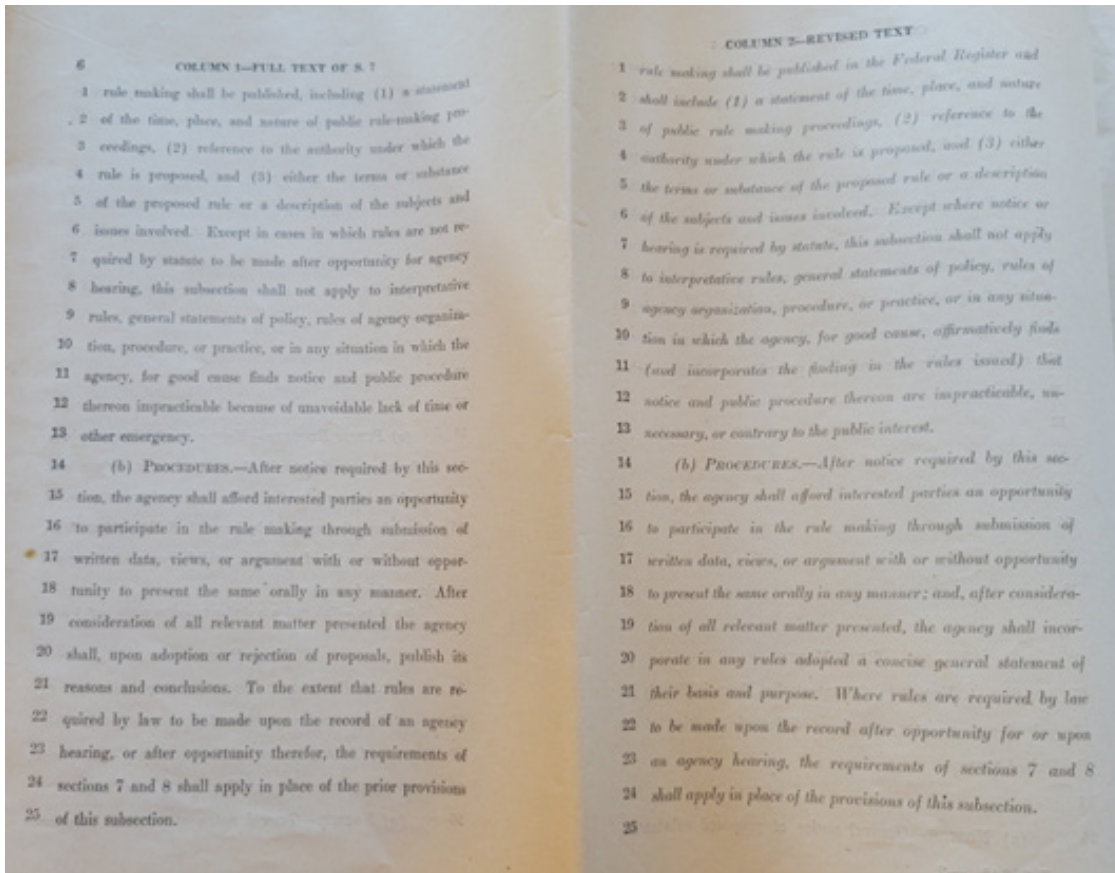 6 COLUMN 1—FULL TEXT OF S. 7
1 rule making shall be published, including (1) a statement
2 of the time, place, and nature of public rule-making pro-
3 ceedings, (2) reference to the authority under which the
4 rule is proposed, and (3) either the terms or substance
5 of the proposed rule or a description of the subjects and
6 issues involved. Except in cases in which rules are not re-
7 quired by statute to be made after opportunity for agency
8 hearing, this subsection shall not apply to interpretative
9 rules, general statements of policy, rules of agency organiza-
10 tion, procedure, or practice, or in any situation in which the
11 agency, for good cause finds notice and public procedure
12 thereon impracticable because of unavoidable lack of time or
13 other emergency.
14 (b) PROCEDURES.—After notice required by this sec-
15 tion, the agency shall afford interested parties an opportunity
16 to participate in the rule making through submission of
17 written data, views, or argument with or without oppor-
18 tunity to present the same orally in any manner. After
19 consideration of all relevant matter presented the agency
20 shall, upon adoption or rejection of proposals, publish its
21 reasons and conclusions. To the extent that rules are re-
22 quired by law to be made upon the record of an agency
23 hearing, or after opportunity therefor, the requirements of
24 sections 7 and 8 shall apply in place of the prior provisions
25 of this subsection.
COLUMN 2—REVISED TEXT
1 rule making shall be published in the Federal Register and
2 shall include (1) a statement of the time, place, and nature
3 of public rule making proceedings, (2) reference to the
4 authority under which the rule is proposed, and (3) either
5 the terms or substance of the proposed rule or a description
6 of the subjects and issues involved. Except where notice or
7 hearing is required by statute, this subsection shall not apply
8 to interpretative rules, general statements of policy, rules of
9 agency organization, procedure, or practice, or in any situa-
10 tion in which the agency, for good cause, affirmatively finds
11 (and incorporates the finding in the rules issued) that
12 notice and public procedure thereon are impracticable, un-
13 necessary, or contrary to the public interest.
14 (b) PROCEDURES.—After notice required by this sec-
15 tion, the agency shall afford interested parties an opportunity
16 to participate in the rule making through submission of
17 written data, views, or argument with or without opportunity
18 to present the same orally in any manner; and, after considera-
19 tion of all relevant matter presented, the agency shall incor-
20 porate in any rules adopted a concise general statement of
21 their basis and purpose. Where rules are required by law
22 to be made upon the record after opportunity for or upon
23 an agency hearing, the requirements of sections 7 and 8
24 shall apply in place of the provisions of this subsection.
25